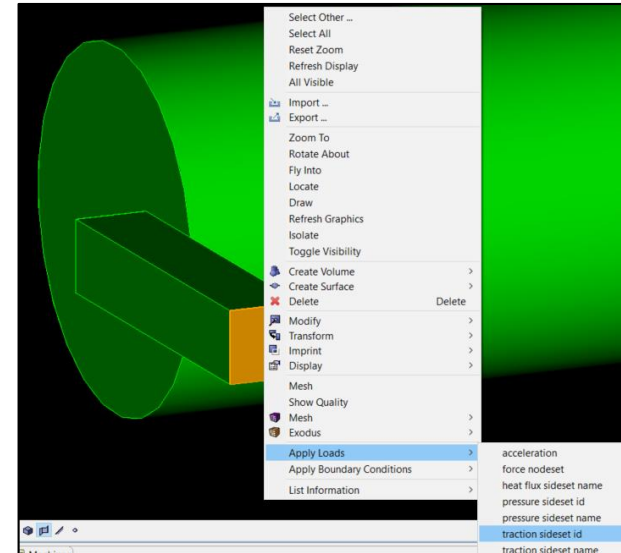 Select Other ...
Select All
Reset Zoom
Refresh Display
All Visible
Import ...
Export ...
Zoom To
Rotate About
Fly Into
Locate
Draw
Refresh Graphics
Isolate
Toggle Visibility
Create Volume >
Create Surface >
Delete Delete
Modify >
Transform >
Imprint >
Display >
Mesh
Show Quality
Mesh >
Exodus >
Apply Loads >
Apply Boundary Conditions >
List Information >
acceleration
force nodeset
heat flux sideset name
pressure sideset id
pressure sideset name
traction sideset id
traction sideset name